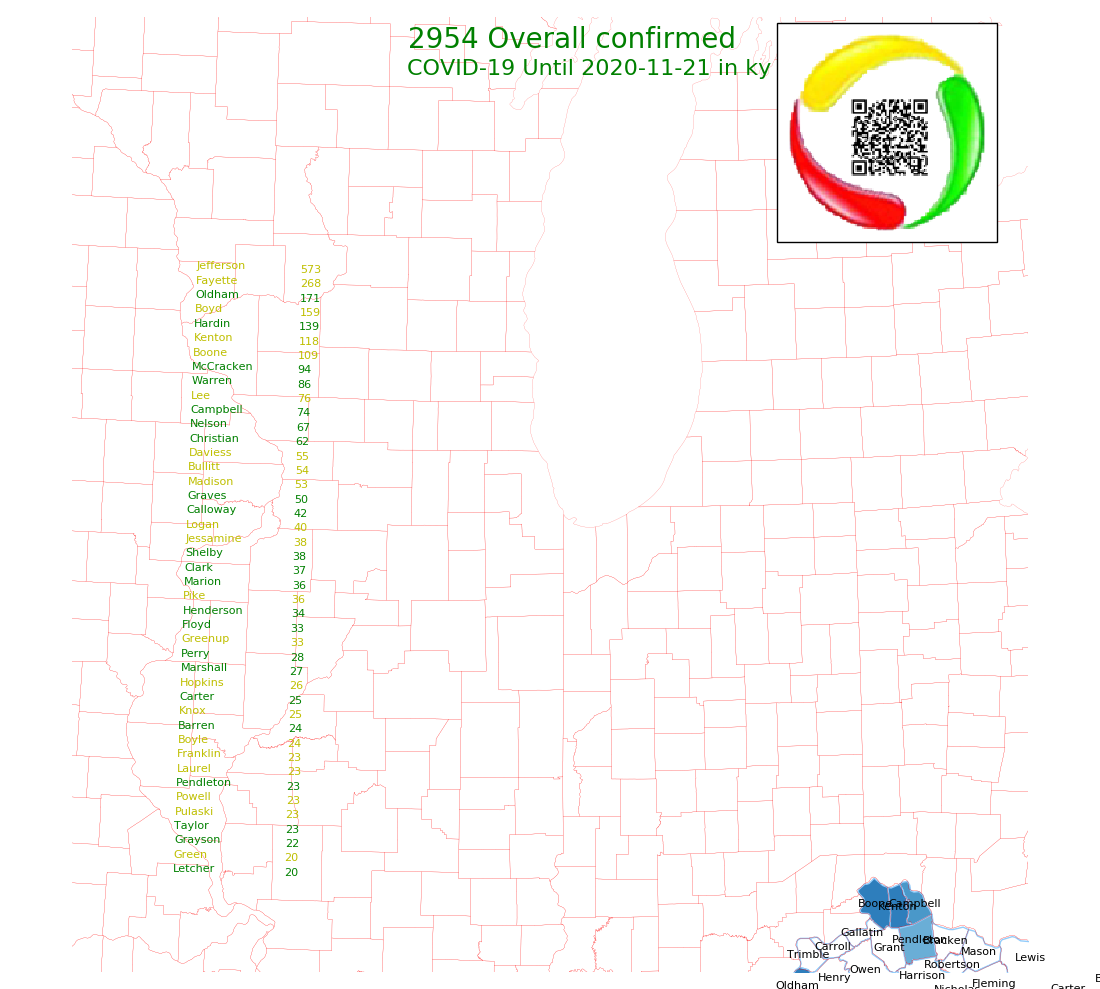 2954 Overall confirmed
COVID-19 Until 2020-11-21 in ky
Jefferson 573
Fayette 268
Oldham 171
Boyd 159
Hardin 139
Kenton 118
Boone 109
McCracken 94
Warren 86
Lee 76
Campbell 74
Nelson 67
Christian 62
Daviess 55
Bullitt 54
Madison 53
Graves 50
Calloway 42
Logan 40
Jessamine 38
Shelby 38
Clark 37
Marion 36
Pike 36
Henderson 34
Floyd 33
Greenup 33
Perry 28
Marshall 27
Hopkins 26
Carter 25
Knox 25
Barren 24
Boyle 24
Franklin 23
Laurel 23
Pendleton 23
Powell 23
Pulaski 23
Taylor 23
Grayson 22
Green 20
Letcher 20
Boone Kenton Campbell
Gallatin Pendleton Bracken
Carroll Grant Mason
Trimble Lewis
Owen Robertson
Henry Harrison
Oldham Nicholas Fleming Carter